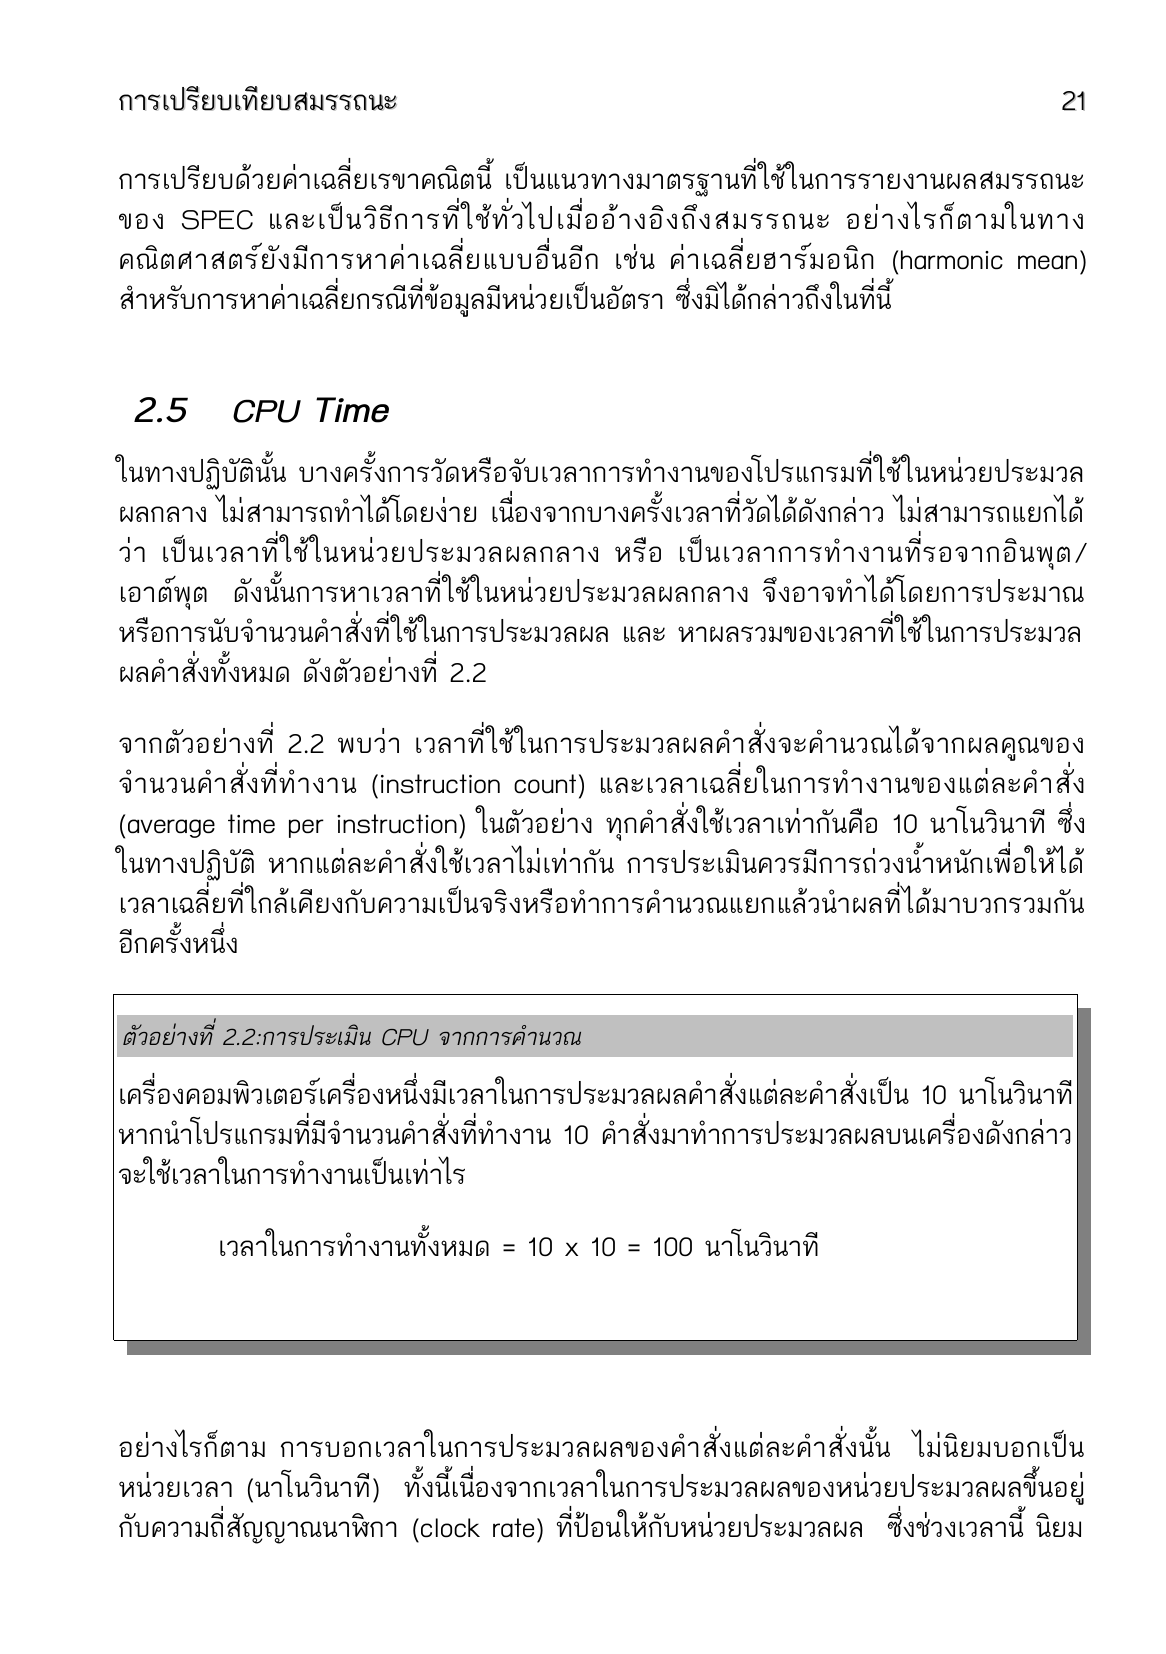 การเปรียบเทียบสมรรถนะ 21
การเปรียบด้วยค่าเฉลี่ยเรขาคณิตนี้ เป็นแนวทางมาตรฐานที่ใช้ในการรายงานผลสมรรถนะ
ของ SPEC และเป็นวิธีการที่ใช้ทั่วไปเมื่ออ้างอิงถึงสมรรถนะ อย่างไรก็ตามในทาง
คณิตศาสตร์ยังมีการหาค่าเฉลี่ยแบบอื่นอีก เช่น ค่าเฉลี่ยฮาร์มอนิก (harmonic mean)
สำหรับการหาค่าเฉลี่ยกรณีที่ข้อมูลมีหน่วยเป็นอัตรา ซึ่งมิได้กล่าวถึงในที่นี้
2.5 CPU Time
ในทางปฏิบัตินั้น บางครั้งการวัดหรือจับเวลาการทำงานของโปรแกรมที่ใช้ในหน่วยประมวล
ผลกลาง ไม่สามารถทำได้โดยง่าย เนื่องจากบางครั้งเวลาที่วัดได้ดังกล่าว ไม่สามารถแยกได้
ว่า เป็นเวลาที่ใช้ในหน่วยประมวลผลกลาง หรือ เป็นเวลาการทำงานที่รอจากอินพุต/
เอาต์พุต ดังนั้นการหาเวลาที่ใช้ในหน่วยประมวลผลกลาง จึงอาจทำได้โดยการประมาณ
หรือการนับจำนวนคำสั่งที่ใช้ในการประมวลผล และ หาผลรวมของเวลาที่ใช้ในการประมวล
ผลคำสั่งทั้งหมด ดังตัวอย่างที่ 2.2
จากตัวอย่างที่ 2.2 พบว่า เวลาที่ใช้ในการประมวลผลคำสั่งจะคำนวณได้จากผลคูณของ
จำนวนคำสั่งที่ทำงาน (instruction count) และเวลาเฉลี่ยในการทำงานของแต่ละคำสั่ง
(average time per instruction) ในตัวอย่าง ทุกคำสั่งใช้เวลาเท่ากันคือ 10 นาโนวินาที ซึ่ง
ในทางปฏิบัติ หากแต่ละคำสั่งใช้เวลาไม่เท่ากัน การประเมินควรมีการถ่วงน้ำหนักเพื่อให้ได้
เวลาเฉลี่ยที่ใกล้เคียงกับความเป็นจริงหรือทำการคำนวณแยกแล้วนำผลที่ได้มาบวกรวมกัน
อีกครั้งหนึ่ง
ตัวอย่างที่ 2.2:การประเมิน CPU จากการคำนวณ
เครื่องคอมพิวเตอร์เครื่องหนึ่งมีเวลาในการประมวลผลคำสั่งแต่ละคำสั่งเป็น 10 นาโนวินาที
หากนำโปรแกรมที่มีจำนวนคำสั่งที่ทำงาน 10 คำสั่งมาทำการประมวลผลบนเครื่องดังกล่าว
จะใช้เวลาในการทำงานเป็นเท่าไร
เวลาในการทำงานทั้งหมด = 10 x 10 = 100 นาโนวินาที
อย่างไรก็ตาม การบอกเวลาในการประมวลผลของคำสั่งแต่ละคำสั่งนั้น ไม่นิยมบอกเป็น
หน่วยเวลา (นาโนวินาที) ทั้งนี้เนื่องจากเวลาในการประมวลผลของหน่วยประมวลผลขึ้นอยู่
กับความถี่สัญญาณนาฬิกา (clock rate) ที่ป้อนให้กับหน่วยประมวลผล ซึ่งช่วงเวลานี้ นิยม